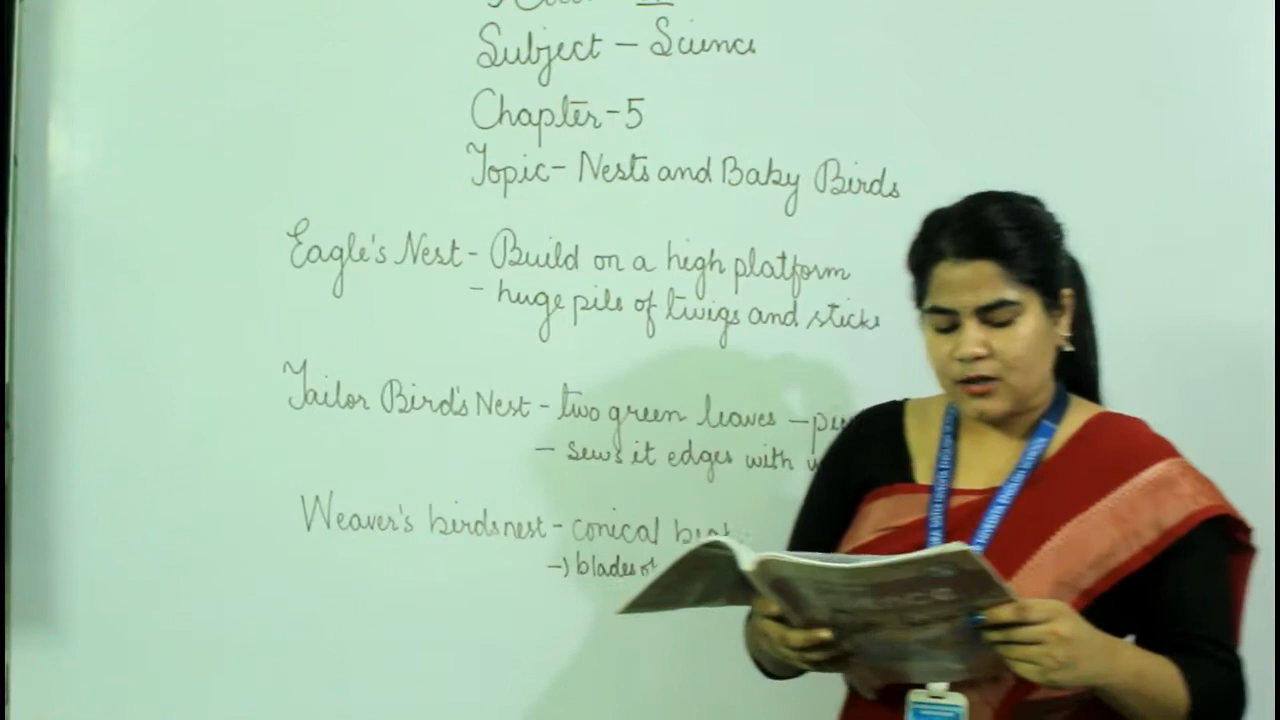 Subject - Science
Chapter-5
Topic- Nests and Baby Birds
Eagle's Nest - Build on a high platform
- huge pile of twigs and sticks
Tailor Bird's Nest - two green leaves -
- sews it edges with
Weaver's birdsnest - conical
→ blades of